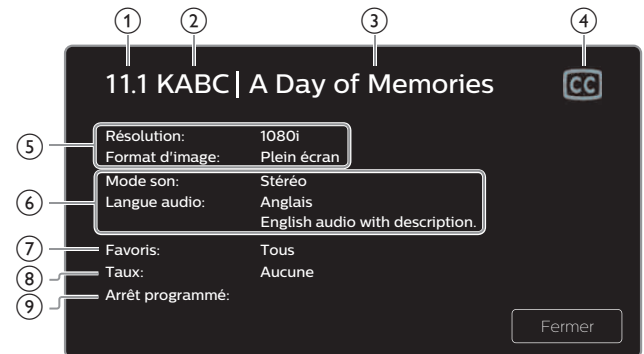 ① ② ③ ④
11.1 KABC | A Day of Memories CC
⑤ Résolution: 1080i
Format d'image: Plein écran
Mode son: Stéréo
⑥ Langue audio: Anglais
English audio with description.
⑦ Favoris: Tous
⑧ Taux: Aucune
⑨ Arrêt programmé:
Fermer